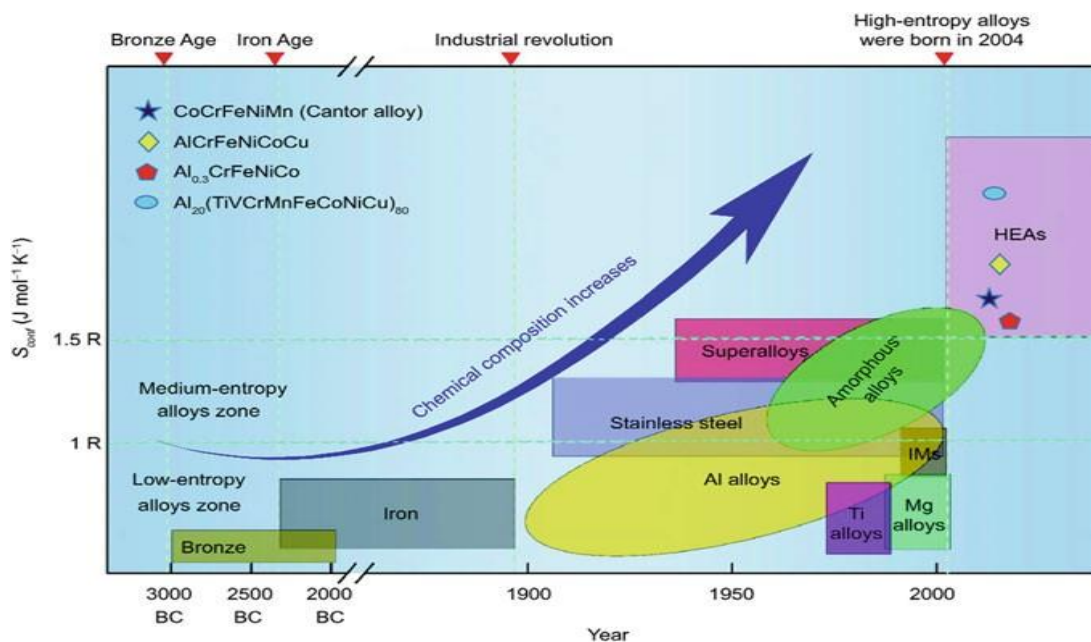 Bronze Age
Iron Age
Industrial revolution
High-entropy alloys
were born in 2004
CoCrFeNiMn (Cantor alloy)
AlCrFeNiCoCu
Al₀.₃CrFeNiCo
Al₂₀(TiVCrMnFeCoNiCu)₈₀
Chemical composition increases
HEAs
S_conf (J mol⁻¹ K⁻¹)
1.5 R
Superalloys
Amorphous
alloys
Medium-entropy
alloys zone
Stainless steel
1 R
IMs
Low-entropy
alloys zone
Al alloys
Iron
Ti
alloys
Mg
alloys
Bronze
3000
BC
2500
BC
2000
BC
1900
1950
2000
Year